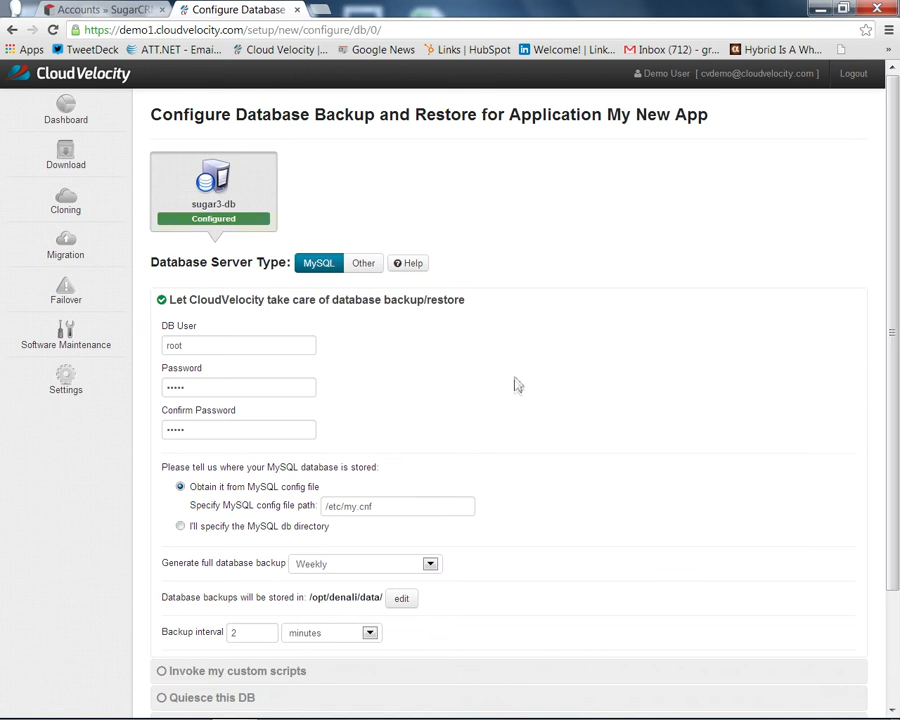 Accounts » SugarCR
Configure Database
https://demo1.cloudvelocity.com/setup/new/configure/db/0/
Apps
TweetDeck
ATT.NET - Emai...
Cloud Velocity |...
Google News
Links | HubSpot
Welcome! | Link...
Inbox (712) - gr...
Hybrid Is A Wh...
»
CloudVelocity
Demo User [ cvdemo@cloudvelocity.com ]
Logout
Dashboard
Download
Cloning
Migration
Failover
Software Maintenance
Settings
Configure Database Backup and Restore for Application My New App
sugar3-db
Configured
Database Server Type: MySQL Other ? Help
Let CloudVelocity take care of database backup/restore
DB User
root
Password
•••••
Confirm Password
•••••
Please tell us where your MySQL database is stored:
Obtain it from MySQL config file
Specify MySQL config file path: /etc/my.cnf
I'll specify the MySQL db directory
Generate full database backup Weekly
Database backups will be stored in: /opt/denali/data/ edit
Backup interval 2 minutes
Invoke my custom scripts
Quiesce this DB